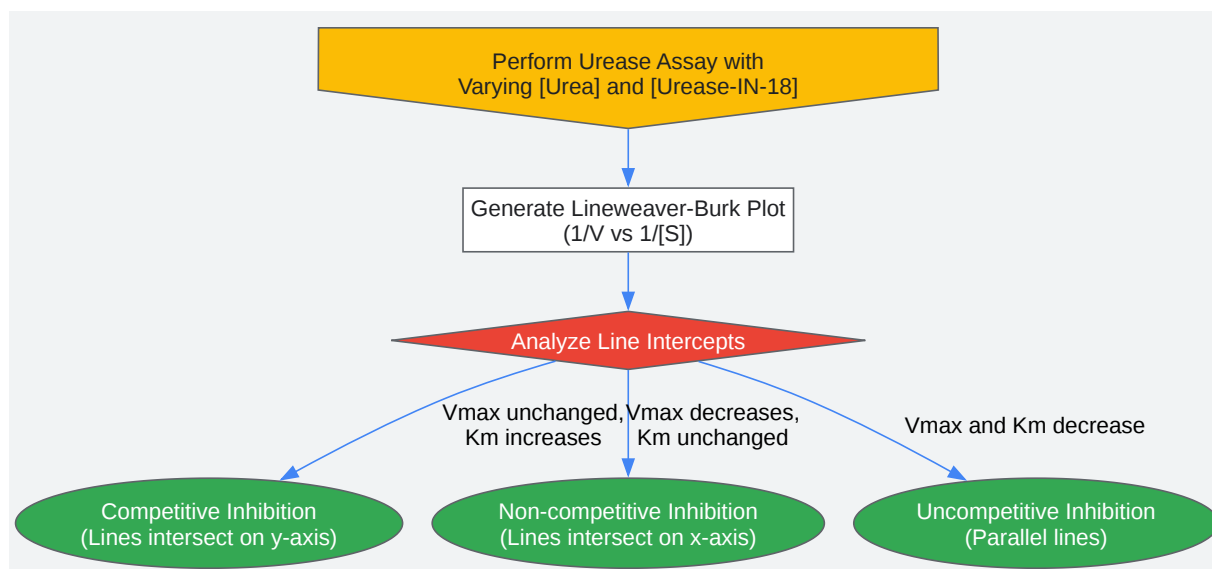 Perform Urease Assay with
Varying [Urea] and [Urease-IN-18]
Generate Lineweaver-Burk Plot
(1/V vs 1/[S])
Analyze Line Intercepts
Vmax unchanged,
Km increases
Vmax decreases,
Km unchanged
Vmax and Km decrease
Competitive Inhibition
(Lines intersect on y-axis)
Non-competitive Inhibition
(Lines intersect on x-axis)
Uncompetitive Inhibition
(Parallel lines)